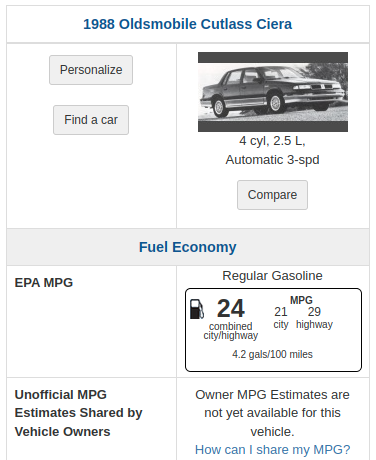 1988 Oldsmobile Cutlass Ciera
Personalize
Find a car
4 cyl, 2.5 L,
Automatic 3-spd
Compare
Fuel Economy
EPA MPG
Regular Gasoline
24
combined
city/highway
MPG
21 29
city highway
4.2 gals/100 miles
Unofficial MPG
Estimates Shared by
Vehicle Owners
Owner MPG Estimates are
not yet available for this
vehicle.
How can I share my MPG?